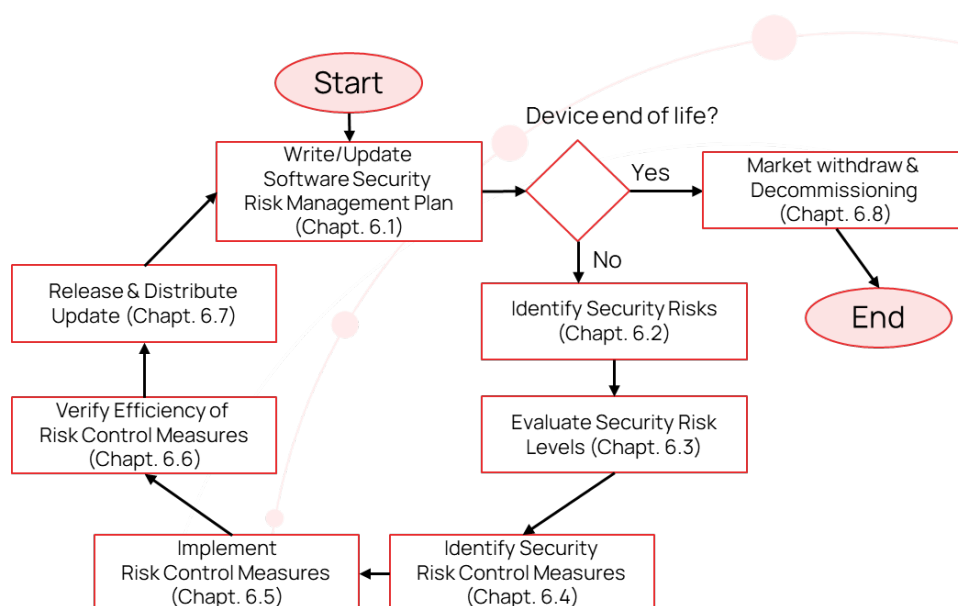 Start
Device end of life?
Write/Update
Software Security
Risk Management Plan
(Chapt. 6.1)
Yes
Market withdraw &
Decommissioning
(Chapt. 6.8)
No
Release & Distribute
Update (Chapt. 6.7)
Identify Security Risks
(Chapt. 6.2)
End
Verify Efficiency of
Risk Control Measures
(Chapt. 6.6)
Evaluate Security Risk
Levels (Chapt. 6.3)
Implement
Risk Control Measures
(Chapt. 6.5)
Identify Security
Risk Control Measures
(Chapt. 6.4)